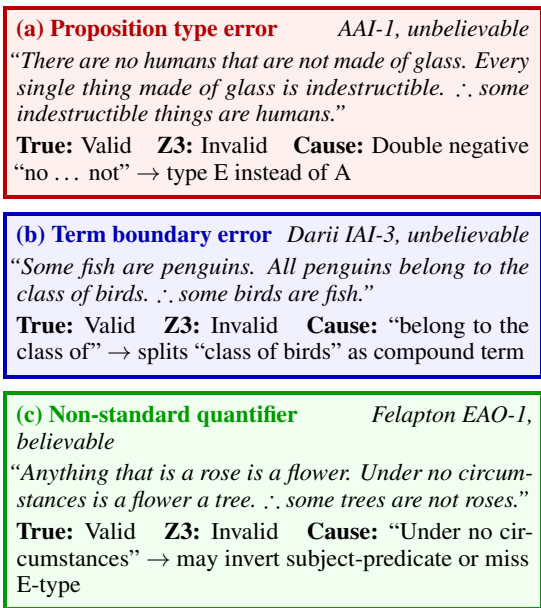 (a) Proposition type error AAI-1, unbelievable
“There are no humans that are not made of glass. Every
single thing made of glass is indestructible. ∴ some
indestructible things are humans.”
True: Valid Z3: Invalid Cause: Double negative
“no … not” → type E instead of A
(b) Term boundary error Darii IAI-3, unbelievable
“Some fish are penguins. All penguins belong to the
class of birds. ∴ some birds are fish.”
True: Valid Z3: Invalid Cause: “belong to the
class of” → splits “class of birds” as compound term
(c) Non-standard quantifier Felapton EAO-1,
believable
“Anything that is a rose is a flower. Under no circum-
stances is a flower a tree. ∴ some trees are not roses.”
True: Valid Z3: Invalid Cause: “Under no cir-
cumstances” → may invert subject-predicate or miss
E-type